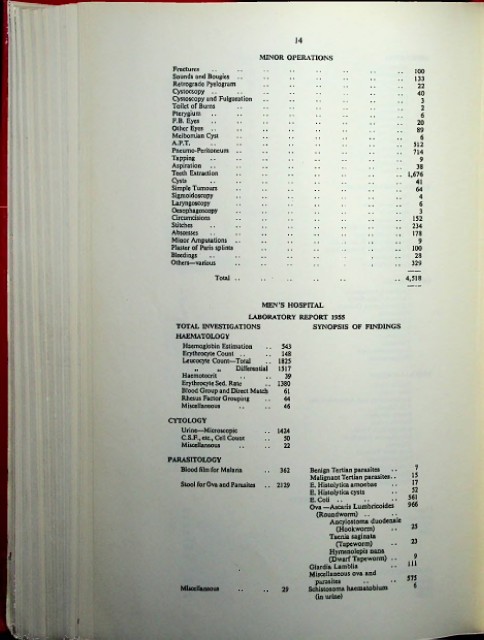 14
MINOR OPERATIONS
Fractures .. .. .. .. .. .. .. .. 100
Sounds and Bougies .. .. .. .. .. .. .. 133
Retrograde Pyelogram .. .. .. .. .. .. 22
Cystoscopy .. .. .. .. .. .. .. .. 40
Cystoscopy and Fulguration .. .. .. .. .. .. 3
Toilet of Burns .. .. .. .. .. .. .. 2
Pterygium .. .. .. .. .. .. .. .. 6
F.B. Eyes .. .. .. .. .. .. .. .. 20
Other Eyes .. .. .. .. .. .. .. .. 89
Meibomian Cyst .. .. .. .. .. .. .. 6
A.P.T. .. .. .. .. .. .. .. .. 512
Pneumo-Peritoneum .. .. .. .. .. .. .. 714
Tapping .. .. .. .. .. .. .. .. 9
Aspiration .. .. .. .. .. .. .. .. 38
Teeth Extraction .. .. .. .. .. .. .. 1,676
Cysts .. .. .. .. .. .. .. .. 41
Simple Tumours .. .. .. .. .. .. .. 64
Sigmoidoscopy .. .. .. .. .. .. .. 4
Laryngoscopy .. .. .. .. .. .. .. 6
Oesophagoscopy .. .. .. .. .. .. .. 3
Circumcisions .. .. .. .. .. .. .. 152
Stitches .. .. .. .. .. .. .. .. 234
Abscesses .. .. .. .. .. .. .. .. 178
Minor Amputations .. .. .. .. .. .. .. 9
Plaster of Paris splints .. .. .. .. .. .. 100
Bleedings .. .. .. .. .. .. .. .. 28
Others—various .. .. .. .. .. .. .. 329
Total .. .. .. .. .. .. 4,518
MEN'S HOSPITAL
LABORATORY REPORT 1955
TOTAL INVESTIGATIONS SYNOPSIS OF FINDINGS
HAEMATOLOGY
Haemoglobin Estimation .. 543
Erythrocyte Count .. .. 148
Leucocyte Count—Total .. 1825
" " Differential 1517
Haemotocrit .. .. 39
Erythrocyte Sed. Rate .. 1380
Blood Group and Direct Match 61
Rhesus Factor Grouping .. 44
Miscellaneous .. .. 46
CYTOLOGY
Urine—Microscopic .. 1424
C.S.F., etc., Cell Count .. 50
Miscellaneous .. .. 22
PARASITOLOGY
Blood film for Malaria .. 362 Benign Tertian parasites .. 7
Malignant Tertian parasites .. 15
Stool for Ova and Parasites .. 2129 E. Histolytica amoebae .. 17
E. Histolytica cysts .. 52
E. Coli .. .. .. 561
Ova—Ascaris Lumbricoides 966
(Roundworm) .. ..
Ancylostoma duodenale
(Hookworm) .. 25
Taenia saginata
(Tapeworm) .. 23
Hymenolepis nana
(Dwarf Tapeworm) .. 9
Giardia Lamblia .. 111
Miscellaneous ova and
parasites .. .. 575
Miscellaneous .. .. 29 Schistosoma haematobium 6
(in urine)